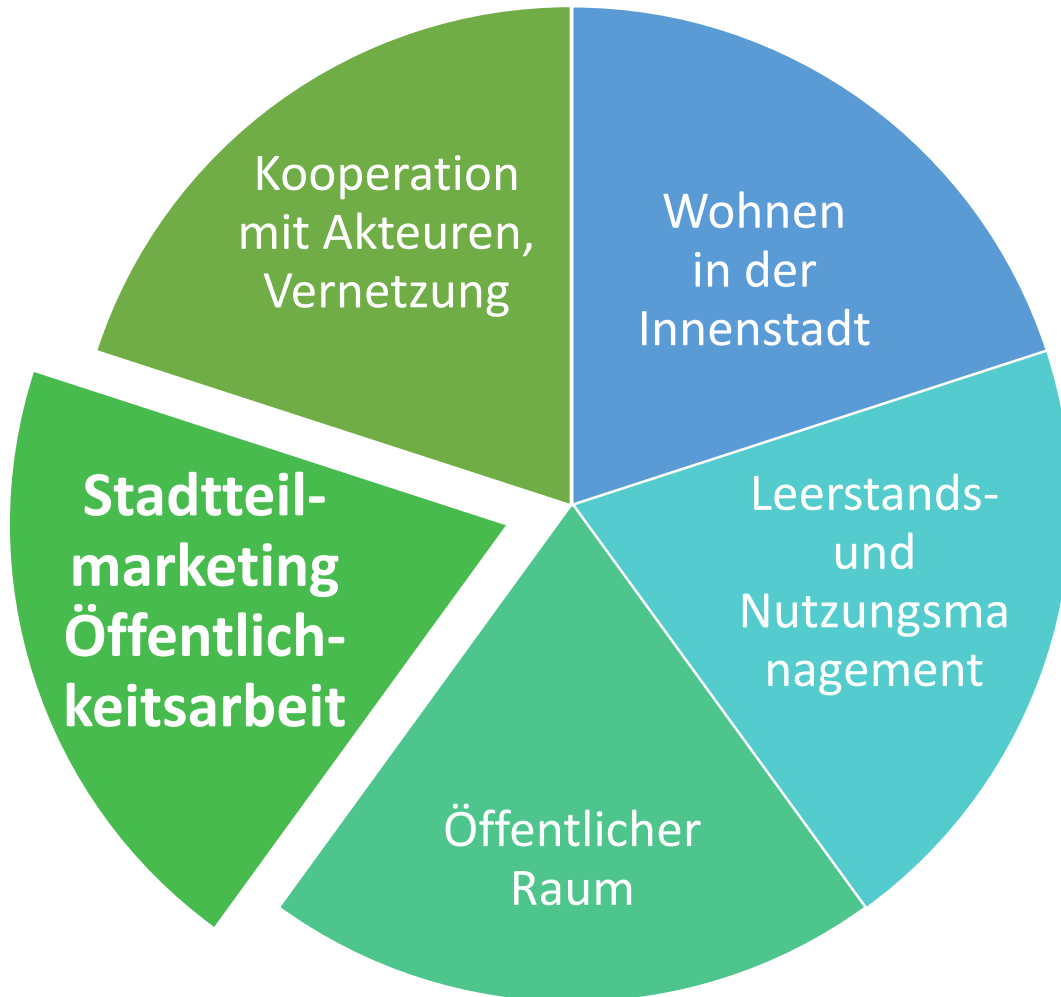 Kooperation
mit Akteuren,
Vernetzung
Wohnen
in der
Innenstadt
Stadtteil-
marketing
Öffentlich-
keitsarbeit
Leerstands-
und
Nutzungsma
nagement
Öffentlicher
Raum